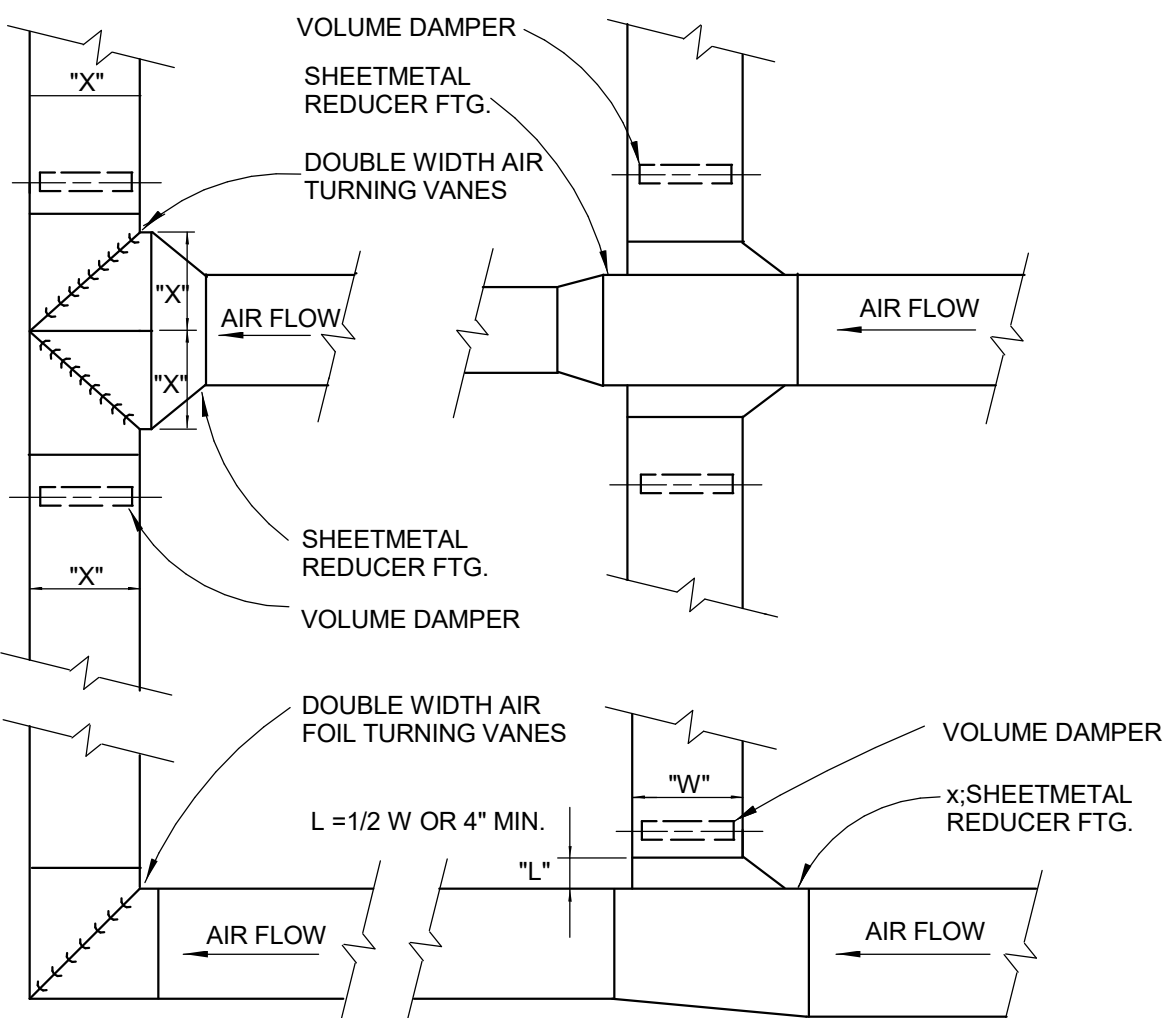 VOLUME DAMPER
SHEETMETAL
REDUCER FTG.
"X"
DOUBLE WIDTH AIR
TURNING VANES
"X"
AIR FLOW
AIR FLOW
"X"
SHEETMETAL
REDUCER FTG.
"X"
VOLUME DAMPER
DOUBLE WIDTH AIR
FOIL TURNING VANES
VOLUME DAMPER
"W"
x;SHEETMETAL
REDUCER FTG.
L =1/2 W OR 4" MIN.
"L"
AIR FLOW
AIR FLOW